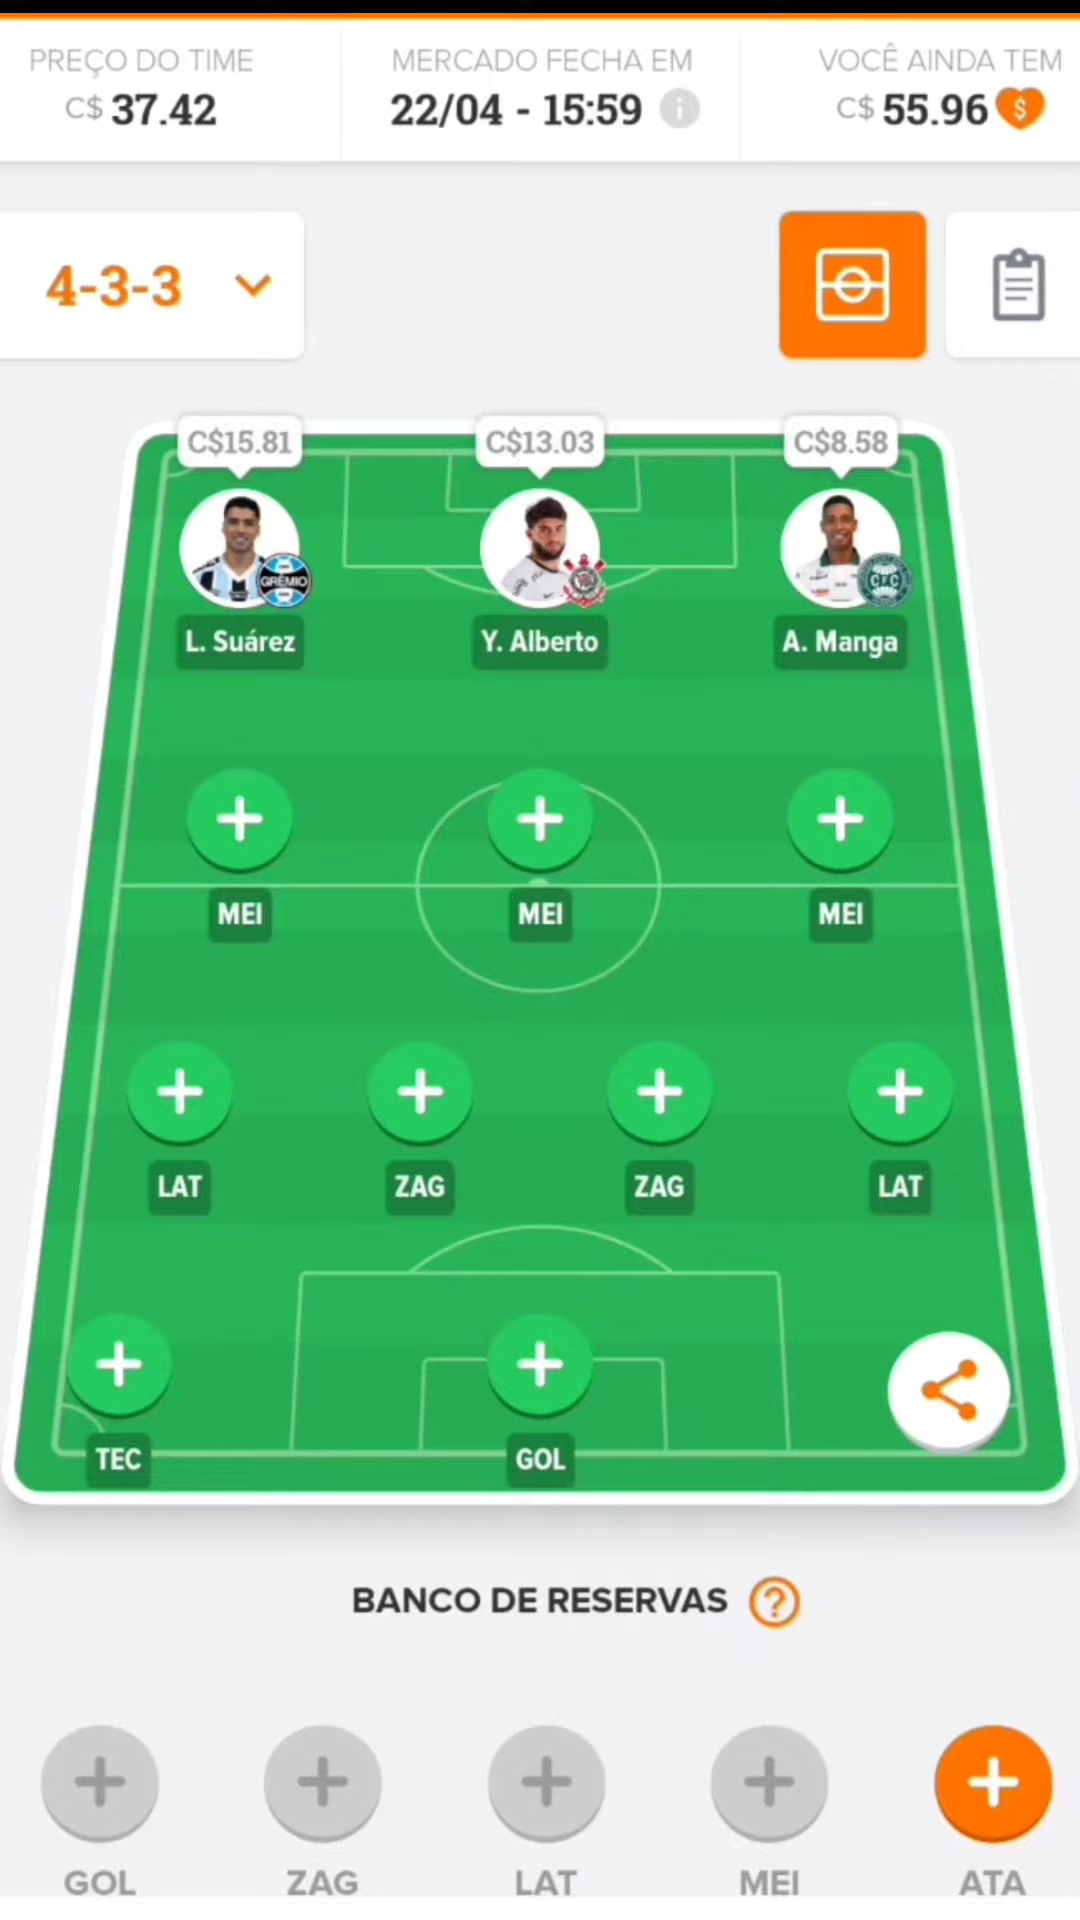 PREÇO DO TIME
C$ 37.42
MERCADO FECHA EM
22/04 - 15:59
VOCÊ AINDA TEM
C$ 55.96
4-3-3
C$15.81
C$13.03
C$8.58
GRÊMIO
CFC
L. Suárez
Y. Alberto
A. Manga
MEI
MEI
MEI
LAT
ZAG
ZAG
LAT
TEC
GOL
BANCO DE RESERVAS ?
GOL
ZAG
LAT
MEI
ATA